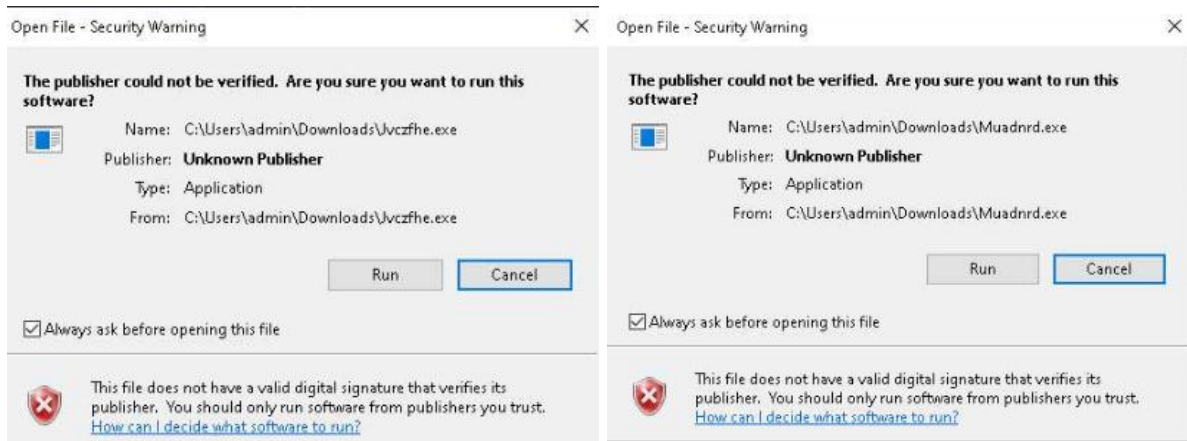 Open File - Security Warning
The publisher could not be verified. Are you sure you want to run this
software?
Name: C:\Users\admin\Downloads\Jvczfhe.exe
Publisher: Unknown Publisher
Type: Application
From: C:\Users\admin\Downloads\Jvczfhe.exe
Run Cancel
Always ask before opening this file
This file does not have a valid digital signature that verifies its
publisher. You should only run software from publishers you trust.
How can I decide what software to run?
Open File - Security Warning
The publisher could not be verified. Are you sure you want to run this
software?
Name: C:\Users\admin\Downloads\Muadnrd.exe
Publisher: Unknown Publisher
Type: Application
From: C:\Users\admin\Downloads\Muadnrd.exe
Run Cancel
Always ask before opening this file
This file does not have a valid digital signature that verifies its
publisher. You should only run software from publishers you trust.
How can I decide what software to run?